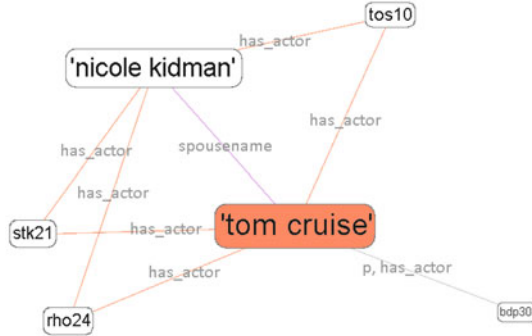 tos10
has_actor
'nicole kidman'
has_actor
spousename
has_actor
has_actor
'tom cruise'
stk21
has_actor
has_actor
p, has_actor
rho24
bdp30